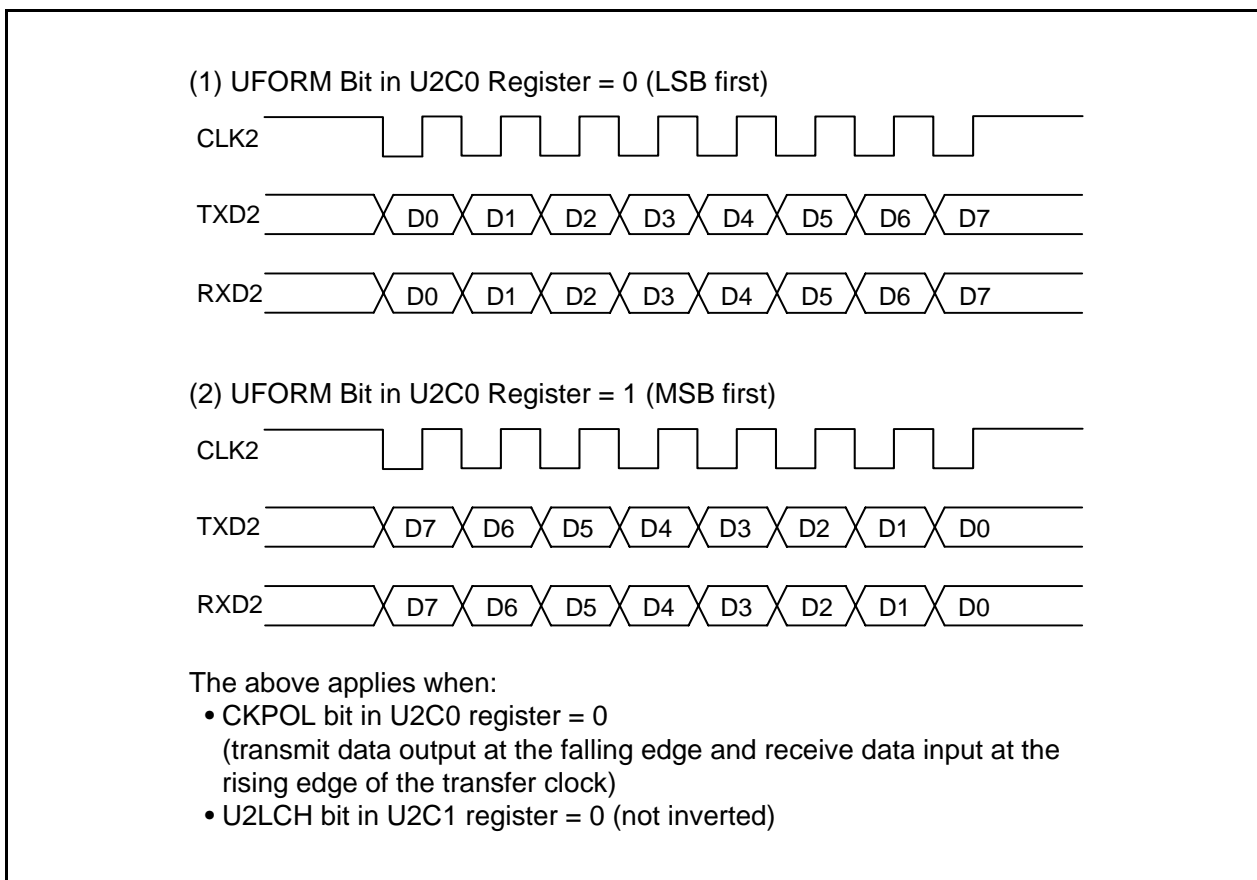 (1) UFORM Bit in U2C0 Register = 0 (LSB first)
CLK2
TXD2 D0 D1 D2 D3 D4 D5 D6 D7
RXD2 D0 D1 D2 D3 D4 D5 D6 D7
(2) UFORM Bit in U2C0 Register = 1 (MSB first)
CLK2
TXD2 D7 D6 D5 D4 D3 D2 D1 D0
RXD2 D7 D6 D5 D4 D3 D2 D1 D0
The above applies when:
• CKPOL bit in U2C0 register = 0
(transmit data output at the falling edge and receive data input at the
rising edge of the transfer clock)
• U2LCH bit in U2C1 register = 0 (not inverted)